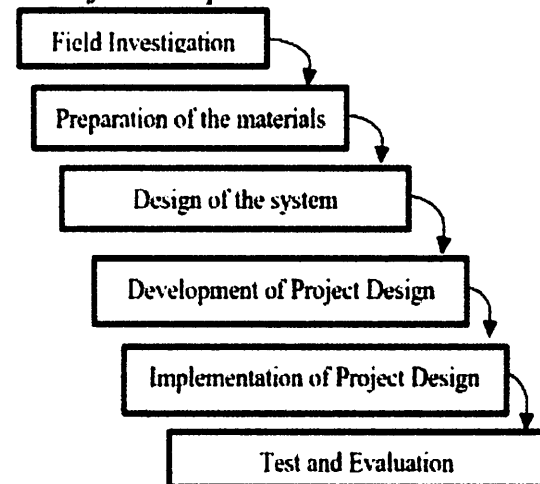 Field Investigation
Preparation of the materials
Design of the system
Development of Project Design
Implementation of Project Design
Test and Evaluation